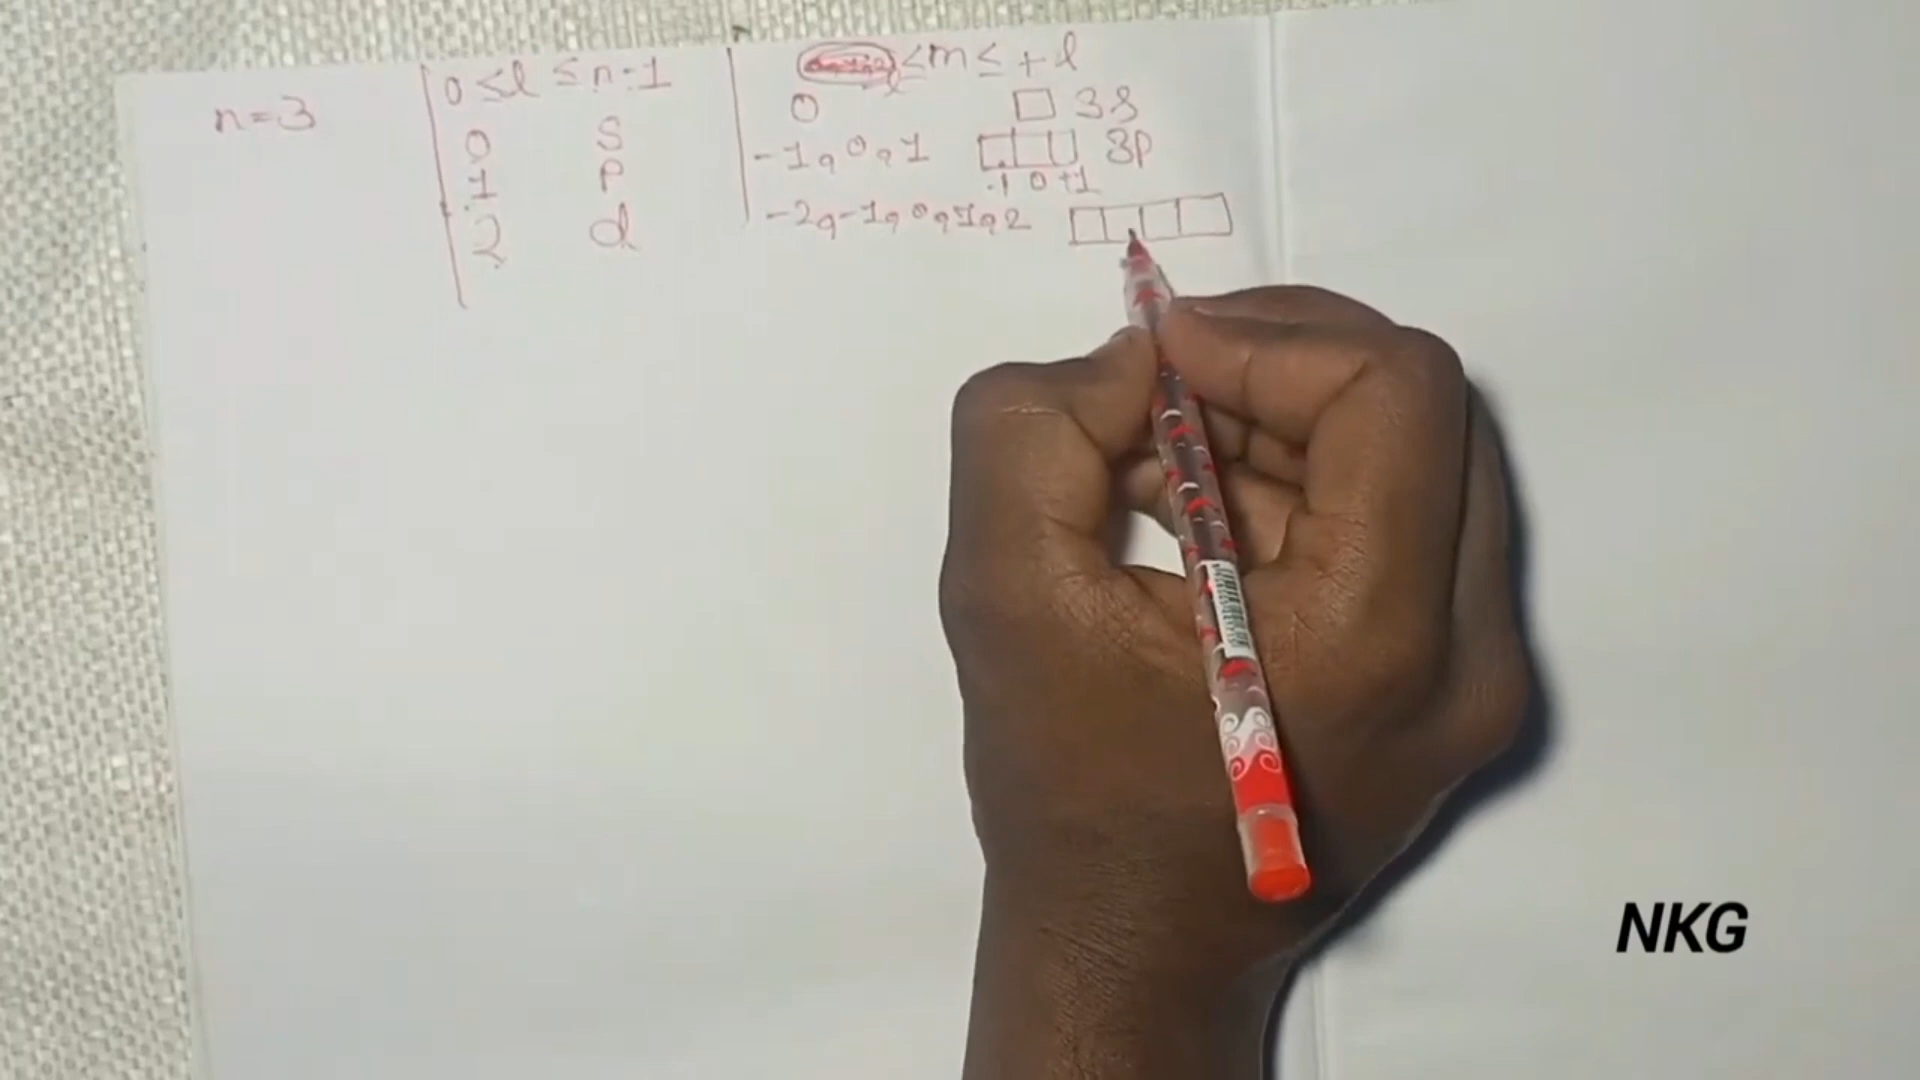 0 ≤ l ≤ n-1 ≤ m ≤ + l
n = 3
0 S 0 3s
1 P -1, 0, 1 3p
-1 0 +1
2 d -2, -1, 0, 1, 2
NKG